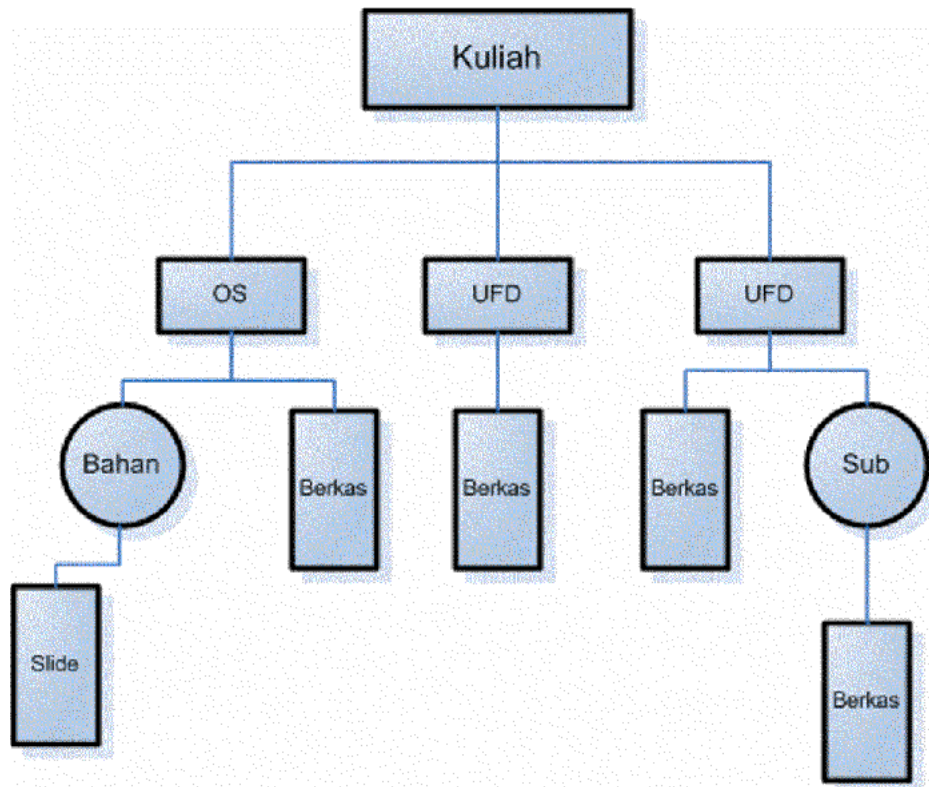 Kuliah
OS
UFD
UFD
Bahan
Berkas
Berkas
Berkas
Sub
Slide
Berkas